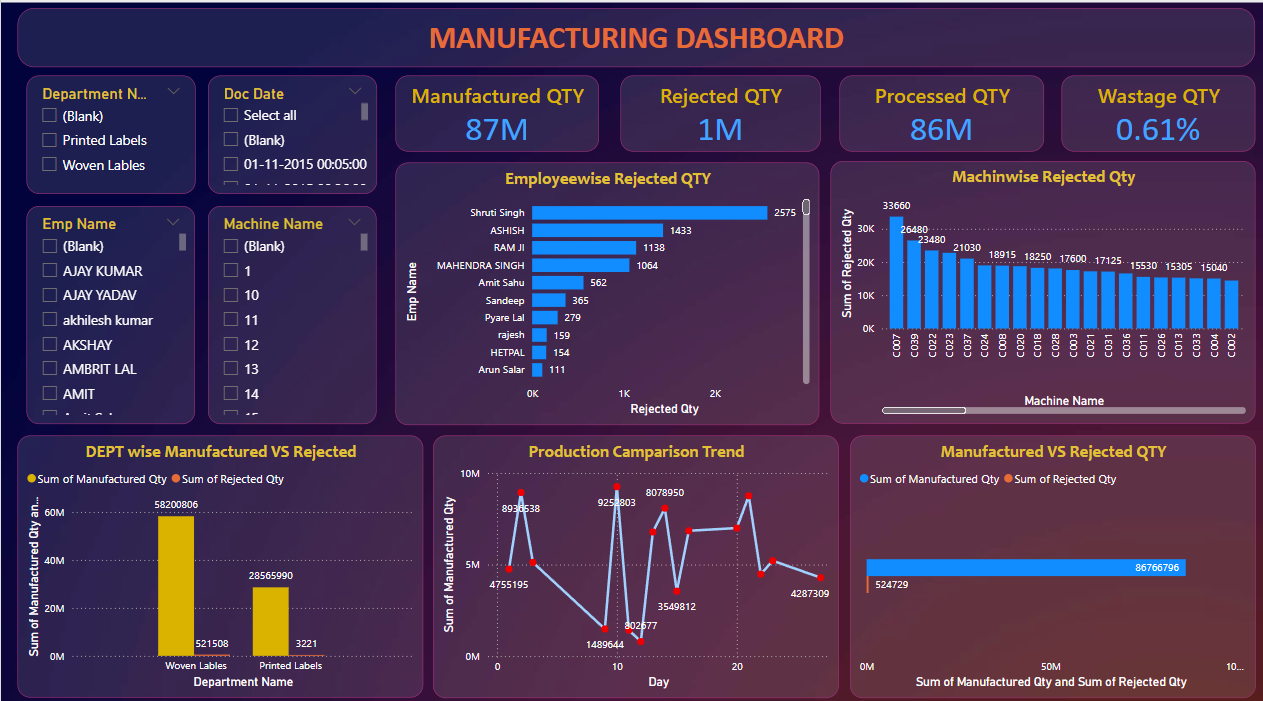 MANUFACTURING DASHBOARD
Department N...
(Blank)
Printed Labels
Woven Lables
Doc Date
Select all
(Blank)
01-11-2015 00:05:00
Manufactured QTY
87M
Rejected QTY
1M
Processed QTY
86M
Wastage QTY
0.61%
Emp Name
(Blank)
AJAY KUMAR
AJAY YADAV
akhilesh kumar
AKSHAY
AMBRIT LAL
AMIT
Machine Name
(Blank)
1
10
11
12
13
14
Employeewise Rejected QTY
Emp Name
Shruti Singh 2575
ASHISH 1433
RAM JI 1138
MAHENDRA SINGH 1064
Amit Sahu 562
Sandeep 365
Pyare Lal 279
rajesh 159
HETPAL 154
Arun Salar 111
0K 1K 2K
Rejected Qty
Machinwise Rejected Qty
Sum of Rejected Qty
30K
20K
10K
0K
33660 26480 23480 21030 18915 18250 17600 17125 15530 15305 15040
C007 C039 C022 C023 C037 C024 C008 C020 C018 C028 C003 C021 C031 C036 C011 C026 C013 C033 C004 C002
Machine Name
DEPT wise Manufactured VS Rejected
Sum of Manufactured Qty Sum of Rejected Qty
Sum of Manufactured Qty an...
60M
40M
20M
0M
58200806
521508
28565990
3221
Woven Lables Printed Labels
Department Name
Production Camparison Trend
Sum of Manufactured Qty
10M
5M
0M
4755195
8936538
1489644
9252803
802677
8078950
3549812
4287309
0 10 20
Day
Manufactured VS Rejected QTY
Sum of Manufactured Qty Sum of Rejected Qty
86766796
524729
0M 50M 10...
Sum of Manufactured Qty and Sum of Rejected Qty